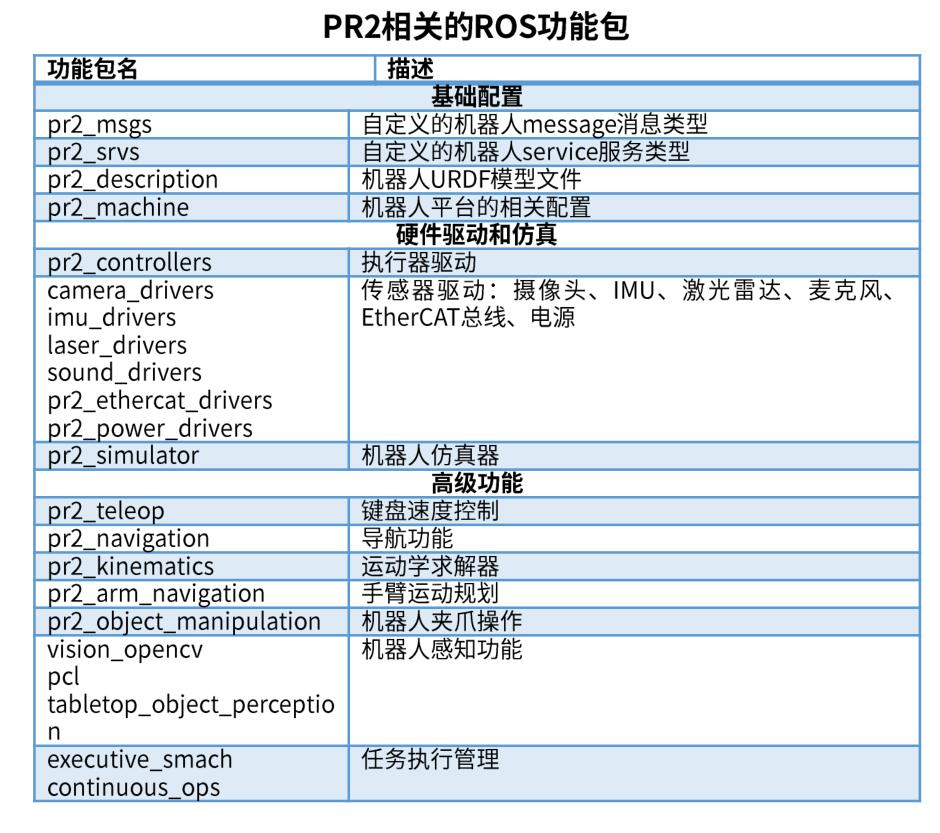 PR2相关的ROS功能包
功能包名 描述
基础配置
pr2_msgs 自定义的机器人message消息类型
pr2_srvs 自定义的机器人service服务类型
pr2_description 机器人URDF模型文件
pr2_machine 机器人平台的相关配置
硬件驱动和仿真
pr2_controllers 执行器驱动
camera_drivers 传感器驱动：摄像头、IMU、激光雷达、麦克风、
imu_drivers EtherCAT总线、电源
laser_drivers
sound_drivers
pr2_ethercat_drivers
pr2_power_drivers
pr2_simulator 机器人仿真器
高级功能
pr2_teleop 键盘速度控制
pr2_navigation 导航功能
pr2_kinematics 运动学求解器
pr2_arm_navigation 手臂运动规划
pr2_object_manipulation 机器人夹爪操作
vision_opencv 机器人感知功能
pcl
tabletop_object_perceptio
n
executive_smach 任务执行管理
continuous_ops